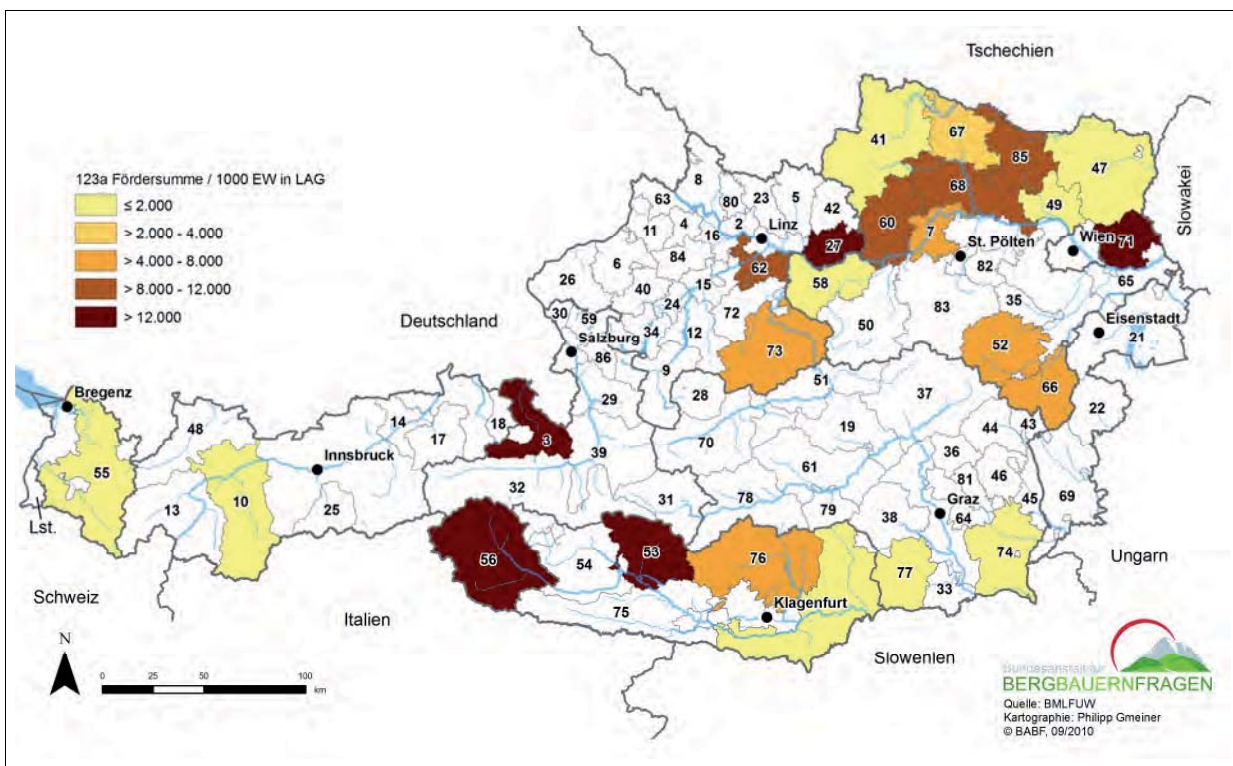 Tschechien
123a Fördersumme / 1000 EW in LAG
≤ 2.000
> 2.000 - 4.000
> 4.000 - 8.000
> 8.000 - 12.000
> 12.000
Slowakei
Deutschland
Linz
St. Pölten
Wien
Eisenstadt
Salzburg
Bregenz
Innsbruck
Graz
Klagenfurt
Lst.
Schweiz
Italien
Slowenien
Ungarn
41
67
85
47
68
49
60
7
71
8
63
80
23
5
42
11
4
2
16
27
62
84
6
26
40
15
58
82
65
24
30
59
34
12
72
50
83
35
21
86
9
73
52
66
28
51
37
22
29
14
18
3
48
17
39
70
19
44
43
36
61
81
46
55
10
13
25
32
31
78
79
38
64
45
69
56
54
53
76
77
33
74
75
N
0 25 50 100
km
Bundesanstalt für
BERGBAUERNFRAGEN
Quelle: BMLFUW
Kartographie: Philipp Gmeiner
© BABF, 09/2010